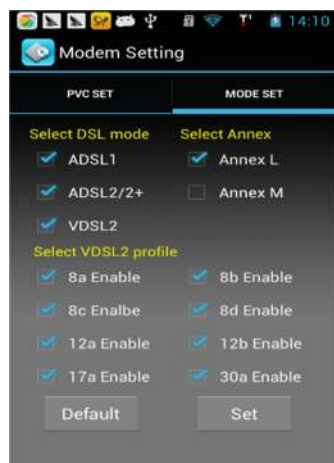 14:10
Modem Setting
PVC SET MODE SET
Select DSL mode Select Annex
ADSL1 Annex L
ADSL2/2+ Annex M
VDSL2
Select VDSL2 profile
8a Enable 8b Enable
8c Enalbe 8d Enable
12a Enable 12b Enable
17a Enable 30a Enable
Default Set